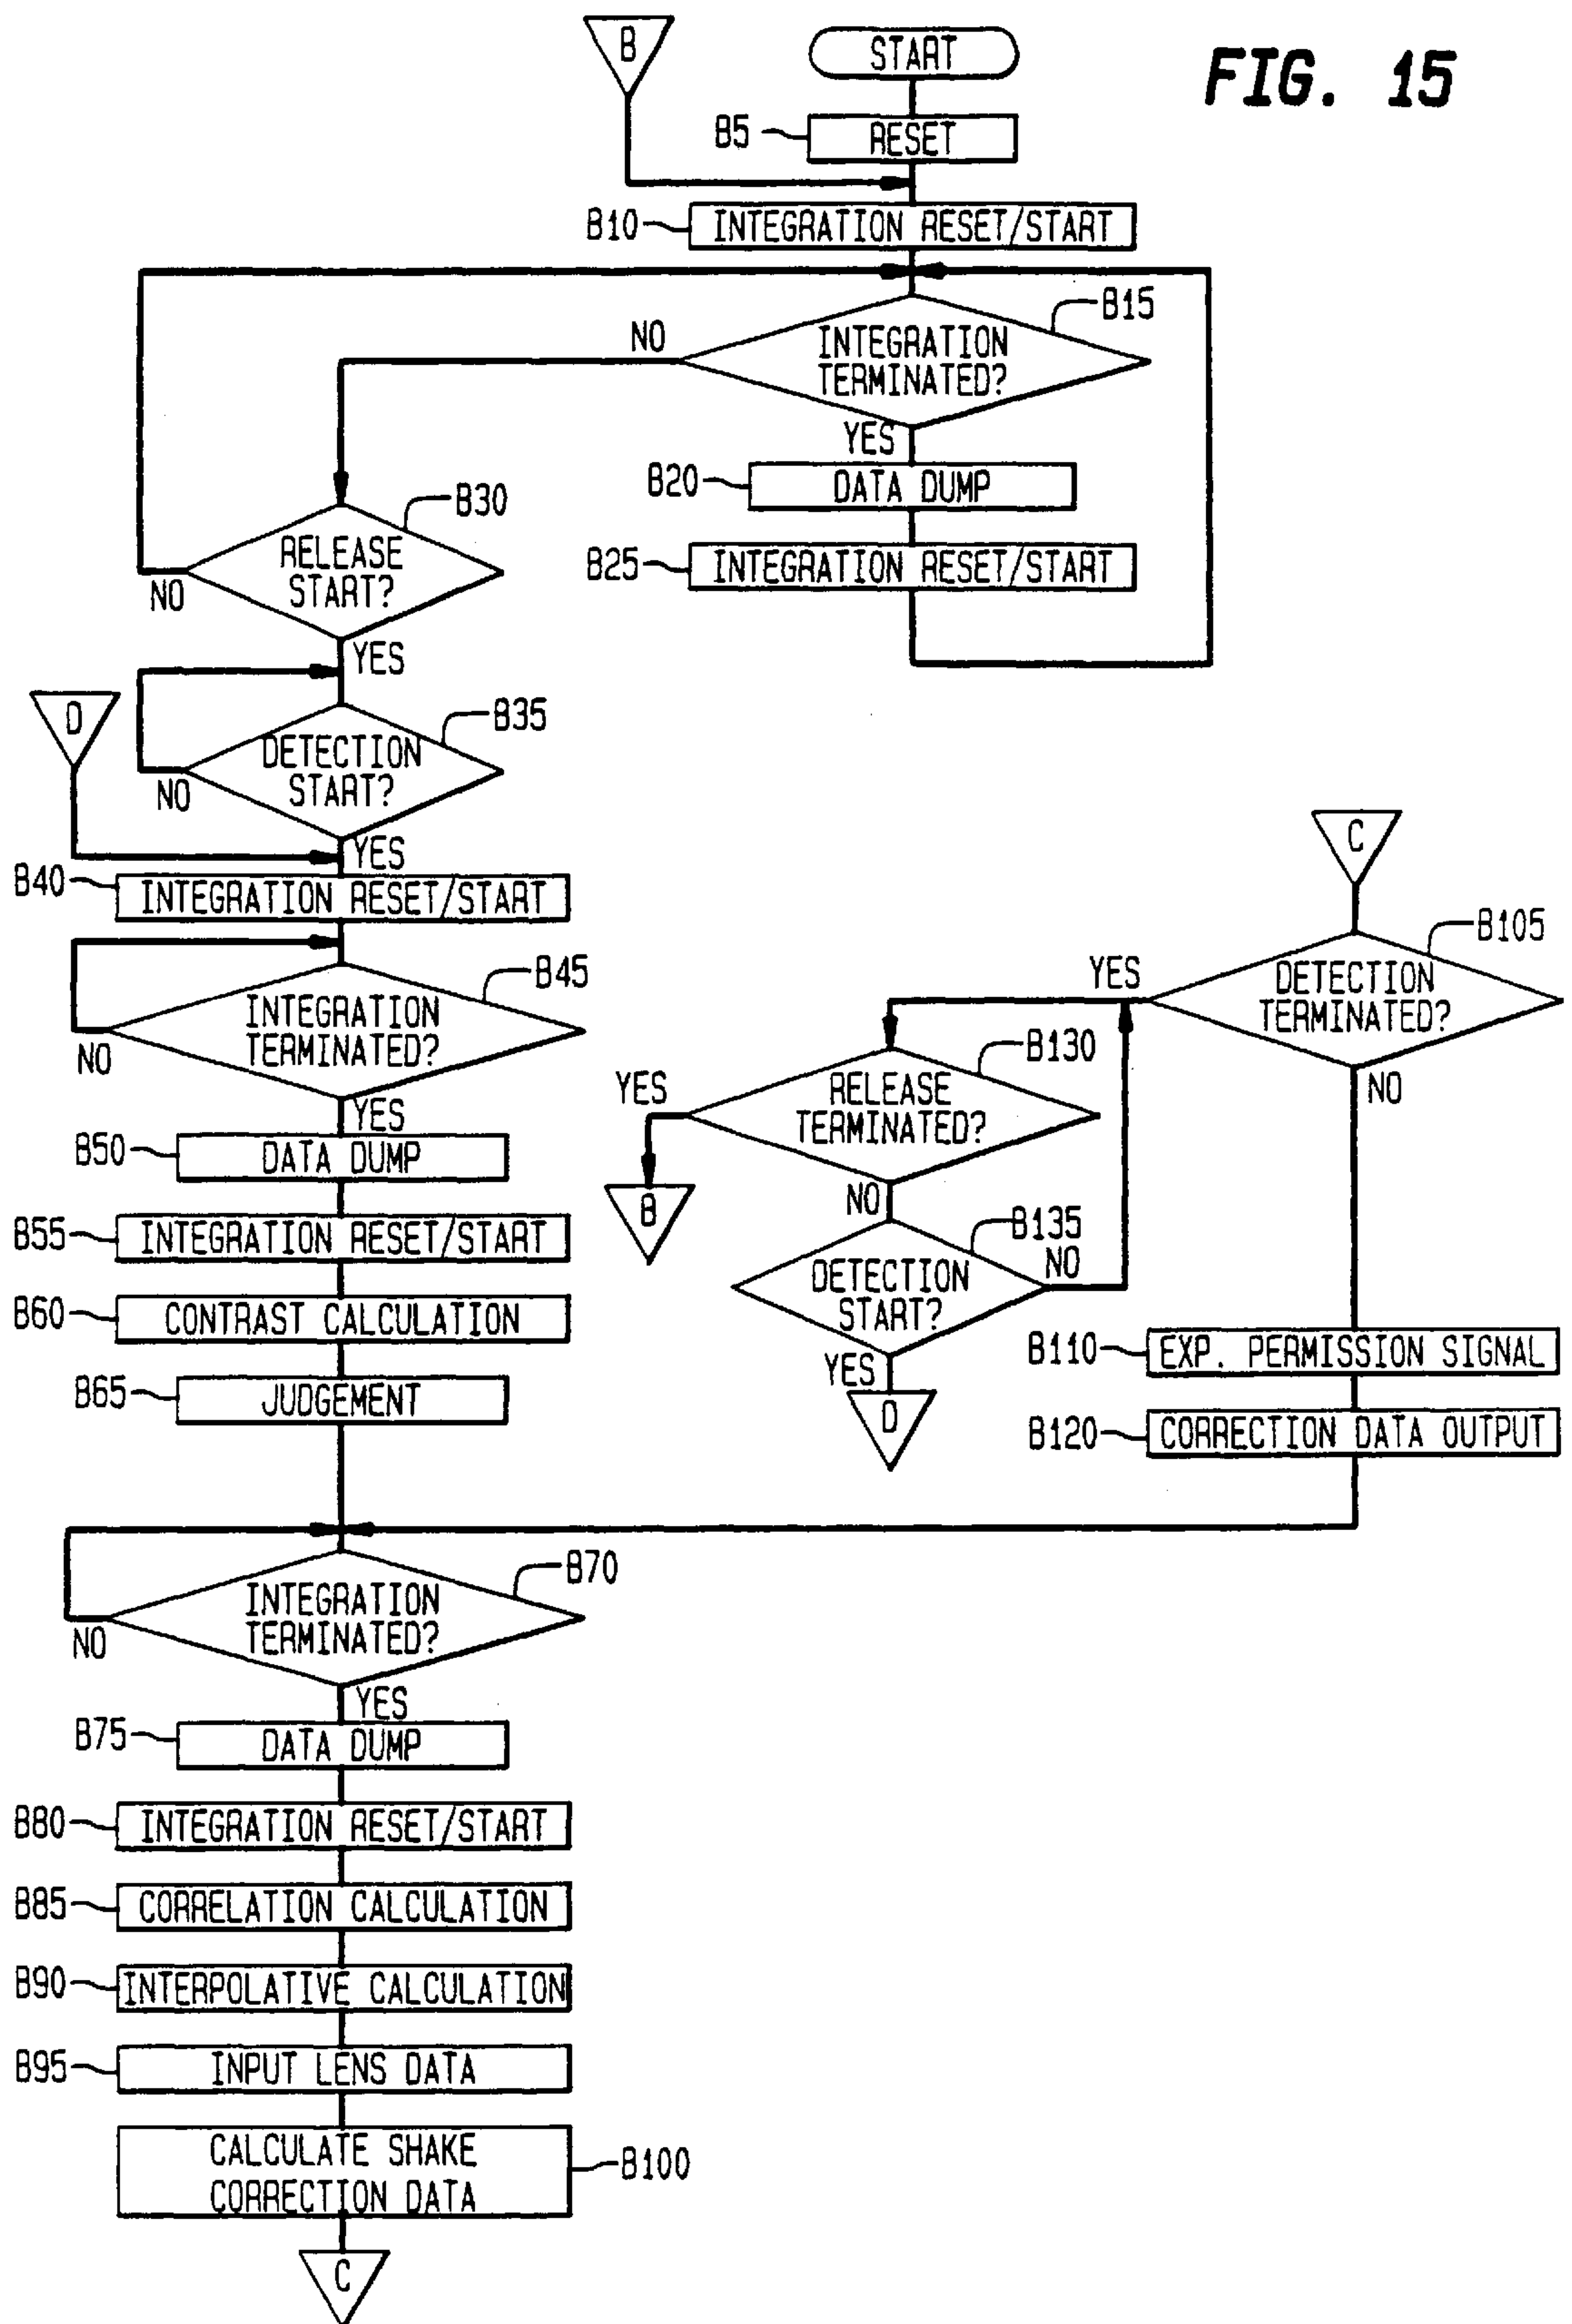 FIG. 15
B
START
B5
RESET
B10
INTEGRATION RESET/START
B15
INTEGRATION
TERMINATED?
NO
YES
B20
DATA DUMP
B25
INTEGRATION RESET/START
B30
RELEASE
START?
NO
YES
B35
DETECTION
START?
NO
D
YES
B40
INTEGRATION RESET/START
B45
INTEGRATION
TERMINATED?
NO
YES
B50
DATA DUMP
B55
INTEGRATION RESET/START
B60
CONTRAST CALCULATION
B65
JUDGEMENT
B70
INTEGRATION
TERMINATED?
NO
YES
B75
DATA DUMP
B80
INTEGRATION RESET/START
B85
CORRELATION CALCULATION
B90
INTERPOLATIVE CALCULATION
B95
INPUT LENS DATA
CALCULATE SHAKE
CORRECTION DATA
B100
C
C
B105
DETECTION
TERMINATED?
YES
NO
B130
RELEASE
TERMINATED?
YES
B
NO
B135
DETECTION
START?
NO
YES
D
B110
EXP. PERMISSION SIGNAL
B120
CORRECTION DATA OUTPUT